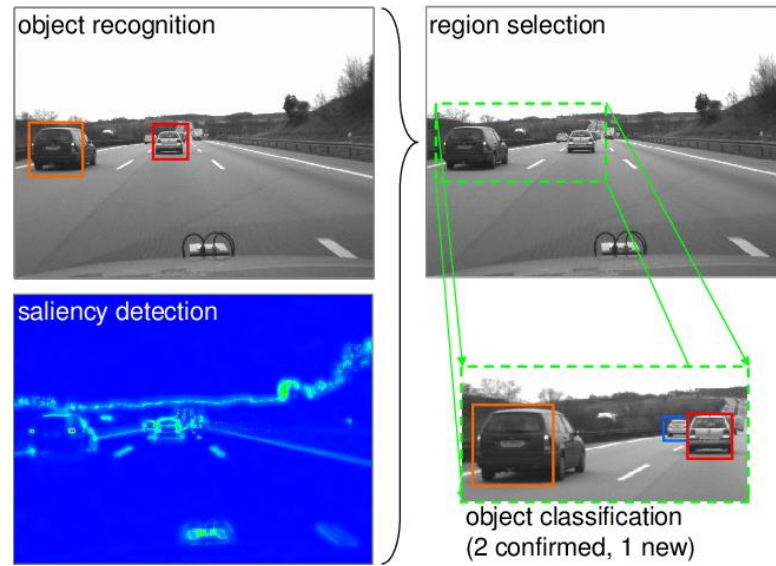 object recognition
region selection
saliency detection
object classification
(2 confirmed, 1 new)